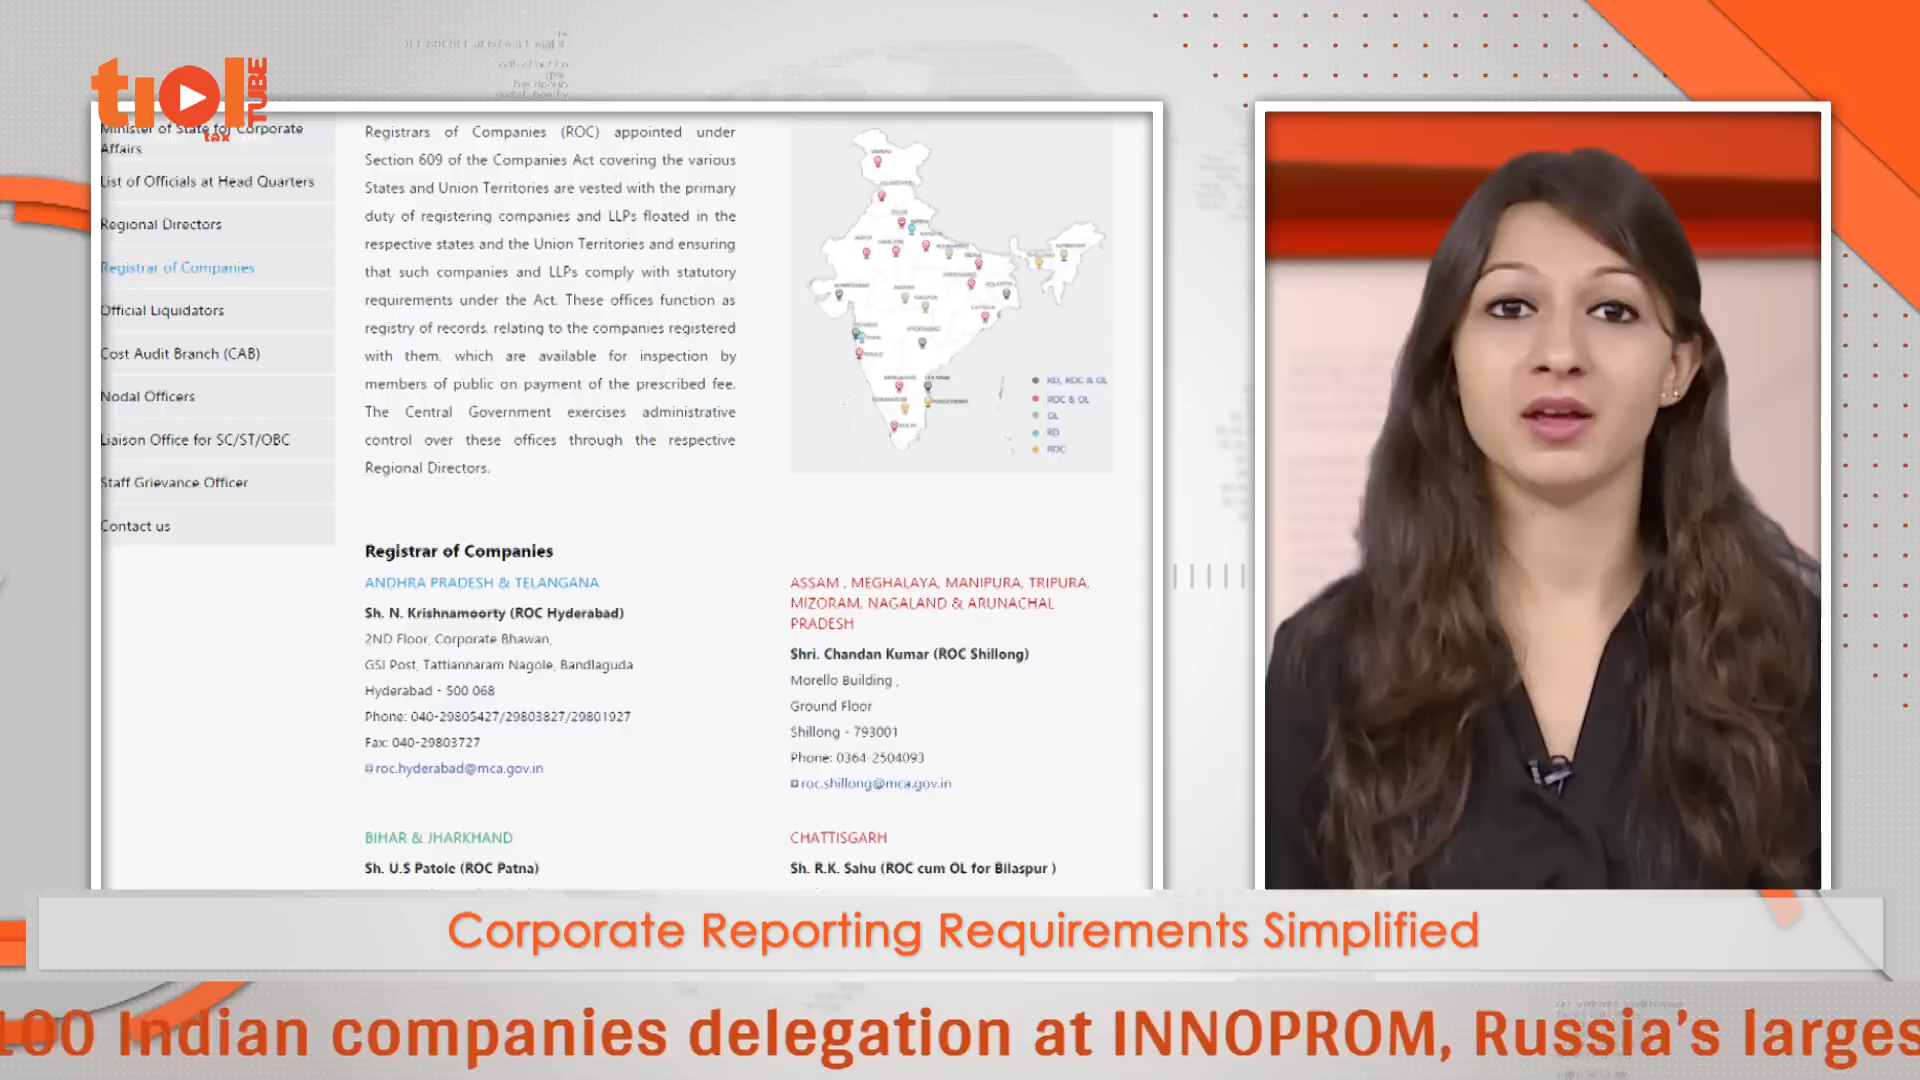 tiol
TUBE
tax
Minister of State for Corporate
Affairs
List of Officials at Head Quarters
Regional Directors
Registrar of Companies
Official Liquidators
Cost Audit Branch (CAB)
Nodal Officers
Liaison Office for SC/ST/OBC
Staff Grievance Officer
Contact us
Registrars of Companies (ROC) appointed under
Section 609 of the Companies Act covering the various
States and Union Territories are vested with the primary
duty of registering companies and LLPs floated in the
respective states and the Union Territories and ensuring
that such companies and LLPs comply with statutory
requirements under the Act. These offices function as
registry of records, relating to the companies registered
with them, which are available for inspection by
members of public on payment of the prescribed fee.
The Central Government exercises administrative
control over these offices through the respective
Regional Directors.
RD, ROC & OL
ROC & OL
OL
RD
ROC
Registrar of Companies
ANDHRA PRADESH & TELANGANA
Sh. N. Krishnamoorty (ROC Hyderabad)
2ND Floor, Corporate Bhawan,
GSI Post, Tattiannaram Nagole, Bandlaguda
Hyderabad - 500 068
Phone: 040-29805427/29803827/29801927
Fax: 040-29803727
roc.hyderabad@mca.gov.in
ASSAM , MEGHALAYA, MANIPURA, TRIPURA,
MIZORAM, NAGALAND & ARUNACHAL
PRADESH
Shri. Chandan Kumar (ROC Shillong)
Morello Building ,
Ground Floor
Shillong - 793001
Phone: 0364-2504093
roc.shillong@mca.gov.in
BIHAR & JHARKHAND
Sh. U.S Patole (ROC Patna)
CHATTISGARH
Sh. R.K. Sahu (ROC cum OL for Bilaspur )
Corporate Reporting Requirements Simplified
100 Indian companies delegation at INNOPROM, Russia's larges